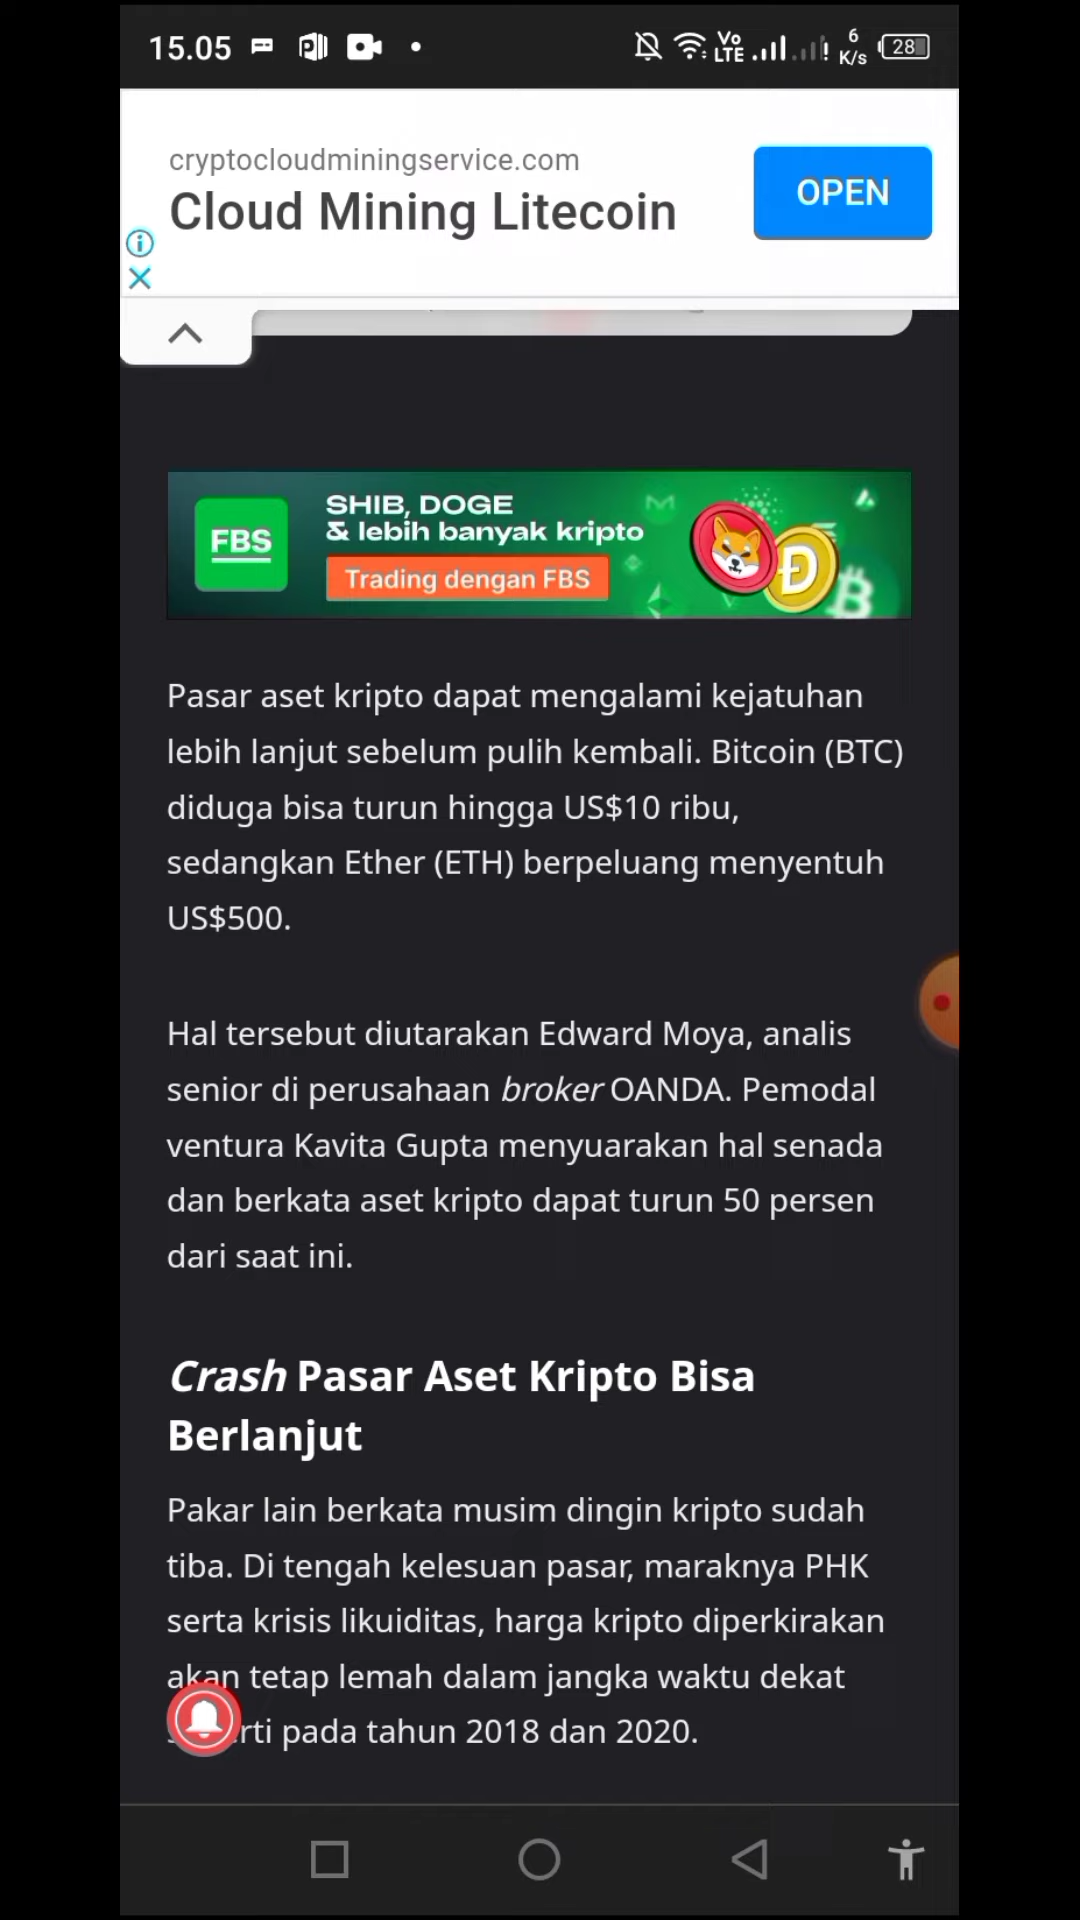 15.05
Vo
LTE
6
K/s
28
cryptocloudminingservice.com
Cloud Mining Litecoin
OPEN
FBS
SHIB, DOGE
& lebih banyak kripto
Trading dengan FBS
Pasar aset kripto dapat mengalami kejatuhan
lebih lanjut sebelum pulih kembali. Bitcoin (BTC)
diduga bisa turun hingga US$10 ribu,
sedangkan Ether (ETH) berpeluang menyentuh
US$500.
Hal tersebut diutarakan Edward Moya, analis
senior di perusahaan broker OANDA. Pemodal
ventura Kavita Gupta menyuarakan hal senada
dan berkata aset kripto dapat turun 50 persen
dari saat ini.
Crash Pasar Aset Kripto Bisa
Berlanjut
Pakar lain berkata musim dingin kripto sudah
tiba. Di tengah kelesuan pasar, maraknya PHK
serta krisis likuiditas, harga kripto diperkirakan
akan tetap lemah dalam jangka waktu dekat
pada tahun 2018 dan 2020.